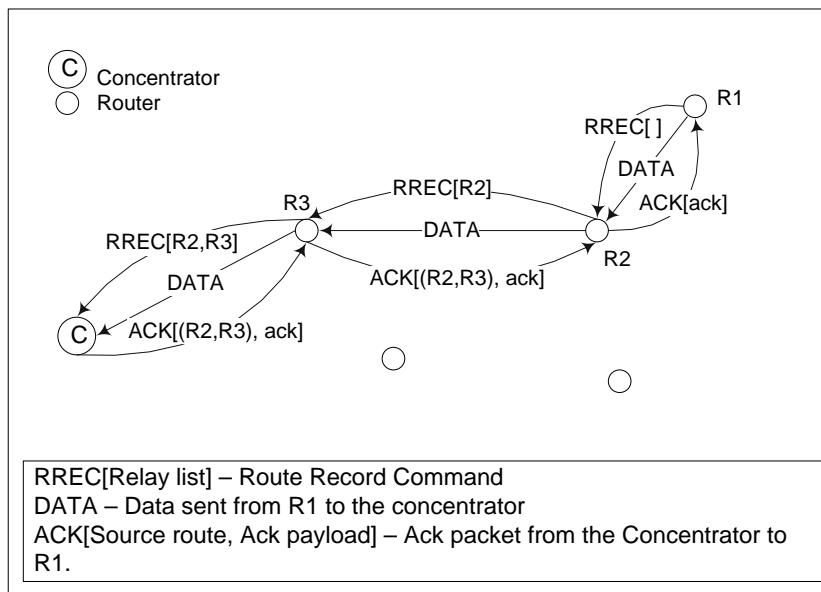 C
Concentrator
Router
R1
RREC[ ]
DATA
ACK[ack]
RREC[R2]
R3
DATA
R2
RREC[R2,R3]
DATA
ACK[(R2,R3), ack]
C
ACK[(R2,R3), ack]
RREC[Relay list] – Route Record Command
DATA – Data sent from R1 to the concentrator
ACK[Source route, Ack payload] – Ack packet from the Concentrator to
R1.